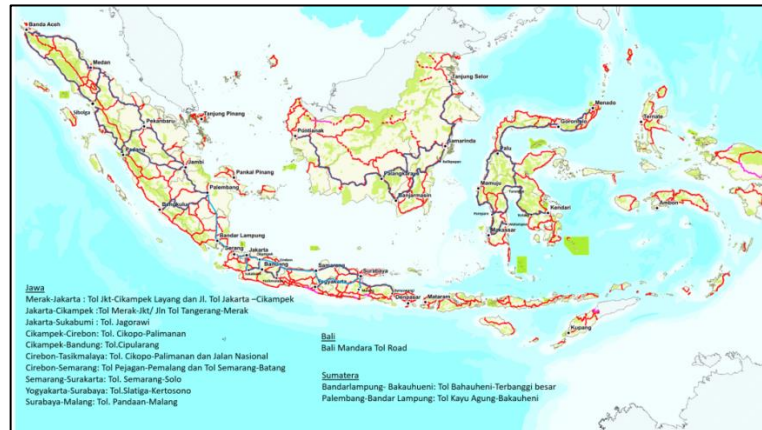 Banda Aceh
Medan
Sibolga
Pekanbaru
Padang
Tanjung Pinang
Jambi
Pankal Pinang
Palembang
Bengkulu
Bandar Lampung
Serang
Jakarta
Bandung
Semarang
Yogyakarta
Surabaya
Denpasar
Mataram
Kupang
Pontianak
Palangkaraya
Banjarmasin
Samarinda
Tanjung Selor
Menado
Gorontalo
Palu
Mamuju
Kendari
Makassar
Ternate
Ambon
Jawa
Merak-Jakarta : Tol Jkt-Cikampek Layang dan Jl. Tol Jakarta –Cikampek
Jakarta-Cikampek :Tol Merak-Jkt/ Jln Tol Tangerang-Merak
Jakarta-Sukabumi : Tol. Jagorawi
Cikampek-Cirebon: Tol. Cikopo-Palimanan
Cikampek-Bandung: Tol.Cipularang
Cirebon-Tasikmalaya: Tol. Cikopo-Palimanan dan Jalan Nasional
Cirebon-Semarang: Tol Pejagan-Pemalang dan Tol Semarang-Batang
Semarang-Surakarta: Tol. Semarang-Solo
Yogyakarta-Surabaya: Tol.Slatiga-Kertosono
Surabaya-Malang: Tol. Pandaan-Malang
Bali
Bali Mandara Tol Road
Sumatera
Bandarlampung- Bakauhueni: Tol Bahauheni-Terbanggi besar
Palembang-Bandar Lampung: Tol Kayu Agung-Bakauheni